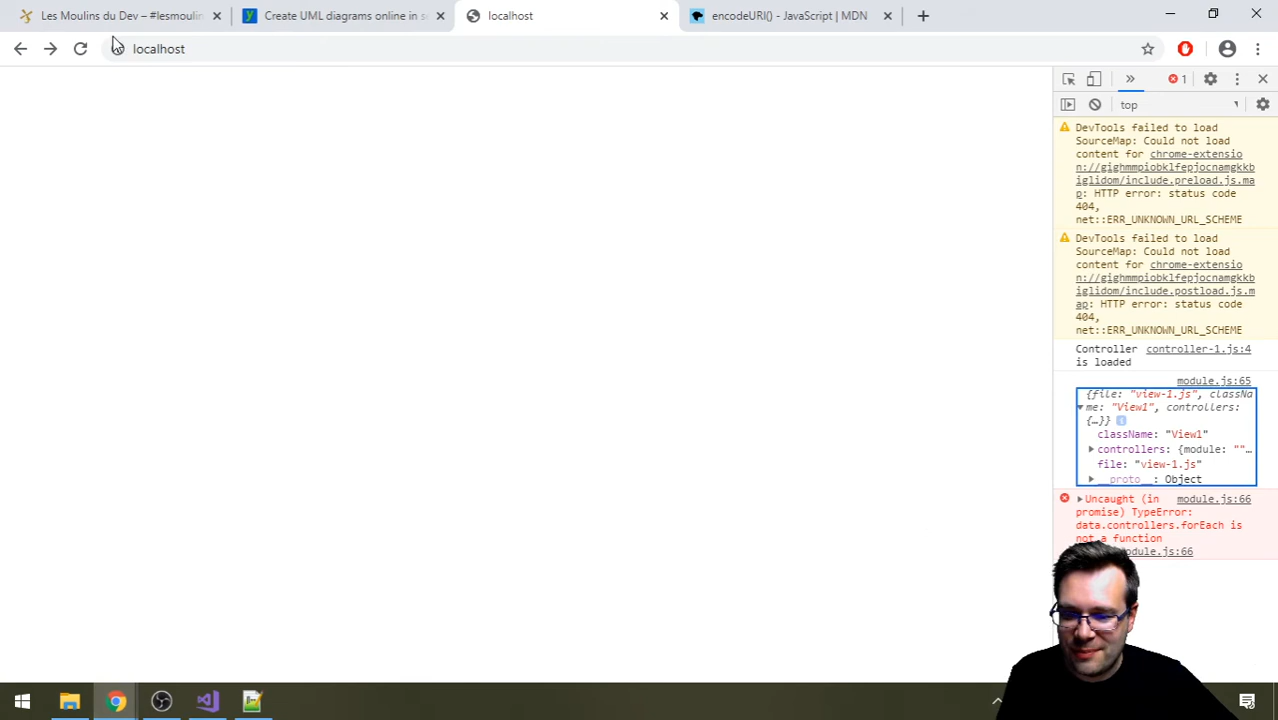 Les Moulins du Dev – #lesmoulin
Create UML diagrams online in se
localhost
encodeURI() - JavaScript | MDN
localhost
1
top
DevTools failed to load
SourceMap: Could not load
content for chrome-extensio
n://gighmmpiobklfepjocnamgkkb
iglidom/include.preload.js.ma
p: HTTP error: status code
404,
net::ERR_UNKNOWN_URL_SCHEME
DevTools failed to load
SourceMap: Could not load
content for chrome-extensio
n://gighmmpiobklfepjocnamgkkb
iglidom/include.postload.js.m
ap: HTTP error: status code
404,
net::ERR_UNKNOWN_URL_SCHEME
Controller controller-1.js:4
is loaded
module.js:65
{file: "view-1.js", classNa
me: "View1", controllers:
{…}}
className: "View1"
controllers: {module: ""…
file: "view-1.js"
__proto__: Object
Uncaught (in module.js:66
promise) TypeError:
data.controllers.forEach is
not a function
module.js:66